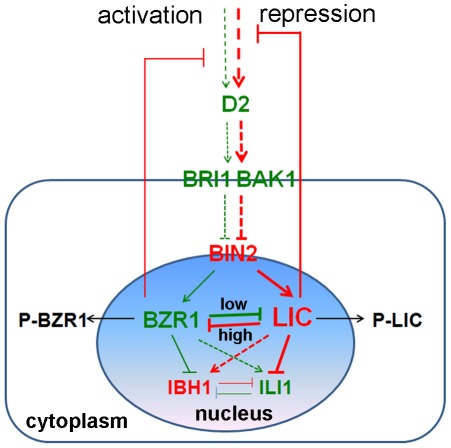 activation repression
D2
BRI1 BAK1
BIN2
low
P-BZR1 BZR1 LIC P-LIC
high
IBH1 ILI1
nucleus
cytoplasm